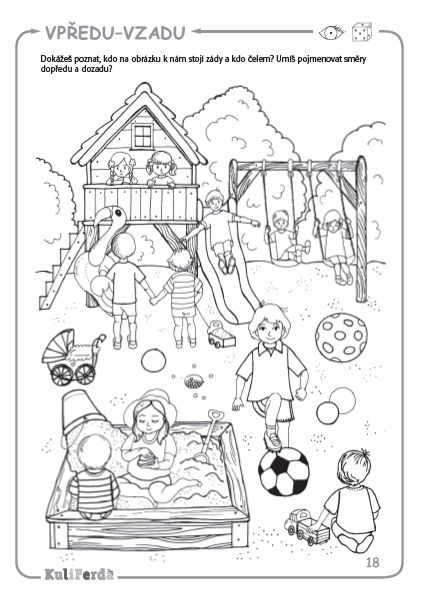 VPŘEDU-VZADU
Dokážeš poznat, kdo na obrázku k nám stojí zády a kdo čelem? Umíš pojmenovat směry
dopředu a dozadu?
18
KuliFerda